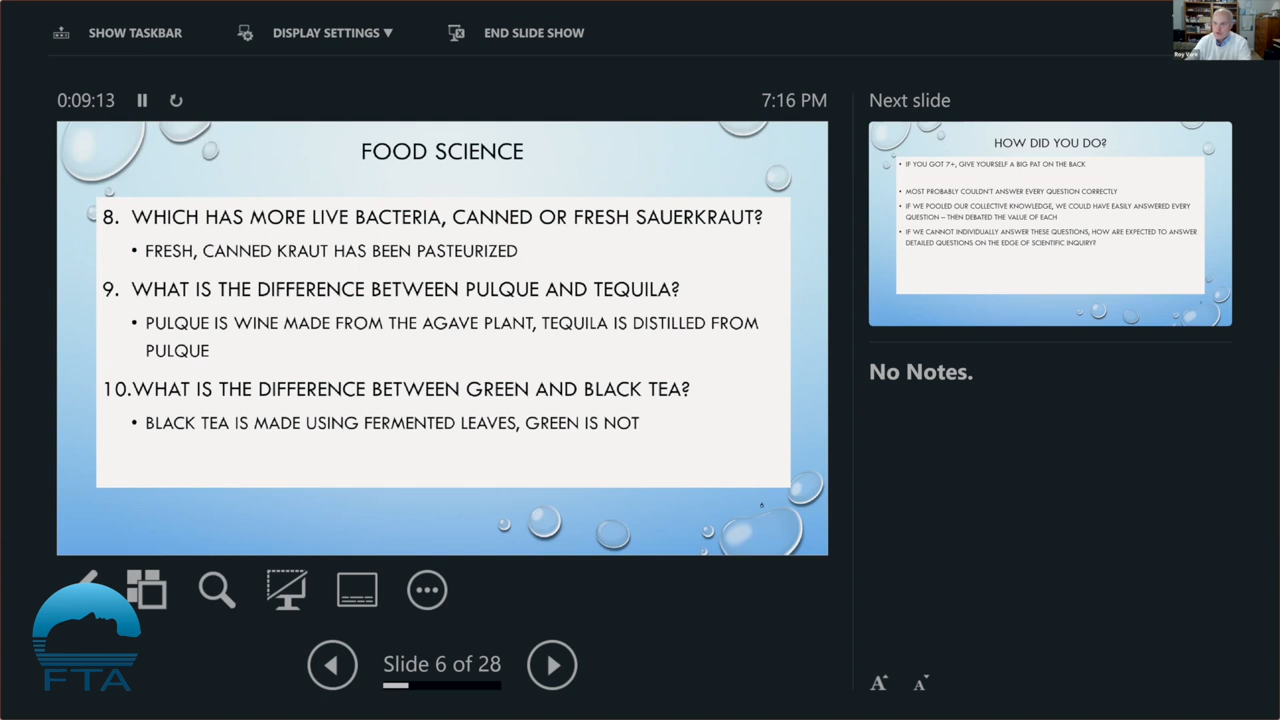 SHOW TASKBAR
DISPLAY SETTINGS ▼
END SLIDE SHOW
Roy Vore
0:09:13
7:16 PM
Next slide
FOOD SCIENCE
8. WHICH HAS MORE LIVE BACTERIA, CANNED OR FRESH SAUERKRAUT?
• FRESH, CANNED KRAUT HAS BEEN PASTEURIZED
9. WHAT IS THE DIFFERENCE BETWEEN PULQUE AND TEQUILA?
• PULQUE IS WINE MADE FROM THE AGAVE PLANT, TEQUILA IS DISTILLED FROM
PULQUE
10.WHAT IS THE DIFFERENCE BETWEEN GREEN AND BLACK TEA?
• BLACK TEA IS MADE USING FERMENTED LEAVES, GREEN IS NOT
HOW DID YOU DO?
• IF YOU GOT 7+, GIVE YOURSELF A BIG PAT ON THE BACK
• MOST PROBABLY COULDN'T ANSWER EVERY QUESTION CORRECTLY
• IF WE POOLED OUR COLLECTIVE KNOWLEDGE, WE COULD HAVE EASILY ANSWERED EVERY
QUESTION – THEN DEBATED THE VALUE OF EACH
• IF WE CANNOT INDIVIDUALLY ANSWER THESE QUESTIONS, HOW ARE EXPECTED TO ANSWER
DETAILED QUESTIONS ON THE EDGE OF SCIENTIFIC INQUIRY?
No Notes.
FTA
Slide 6 of 28
A A